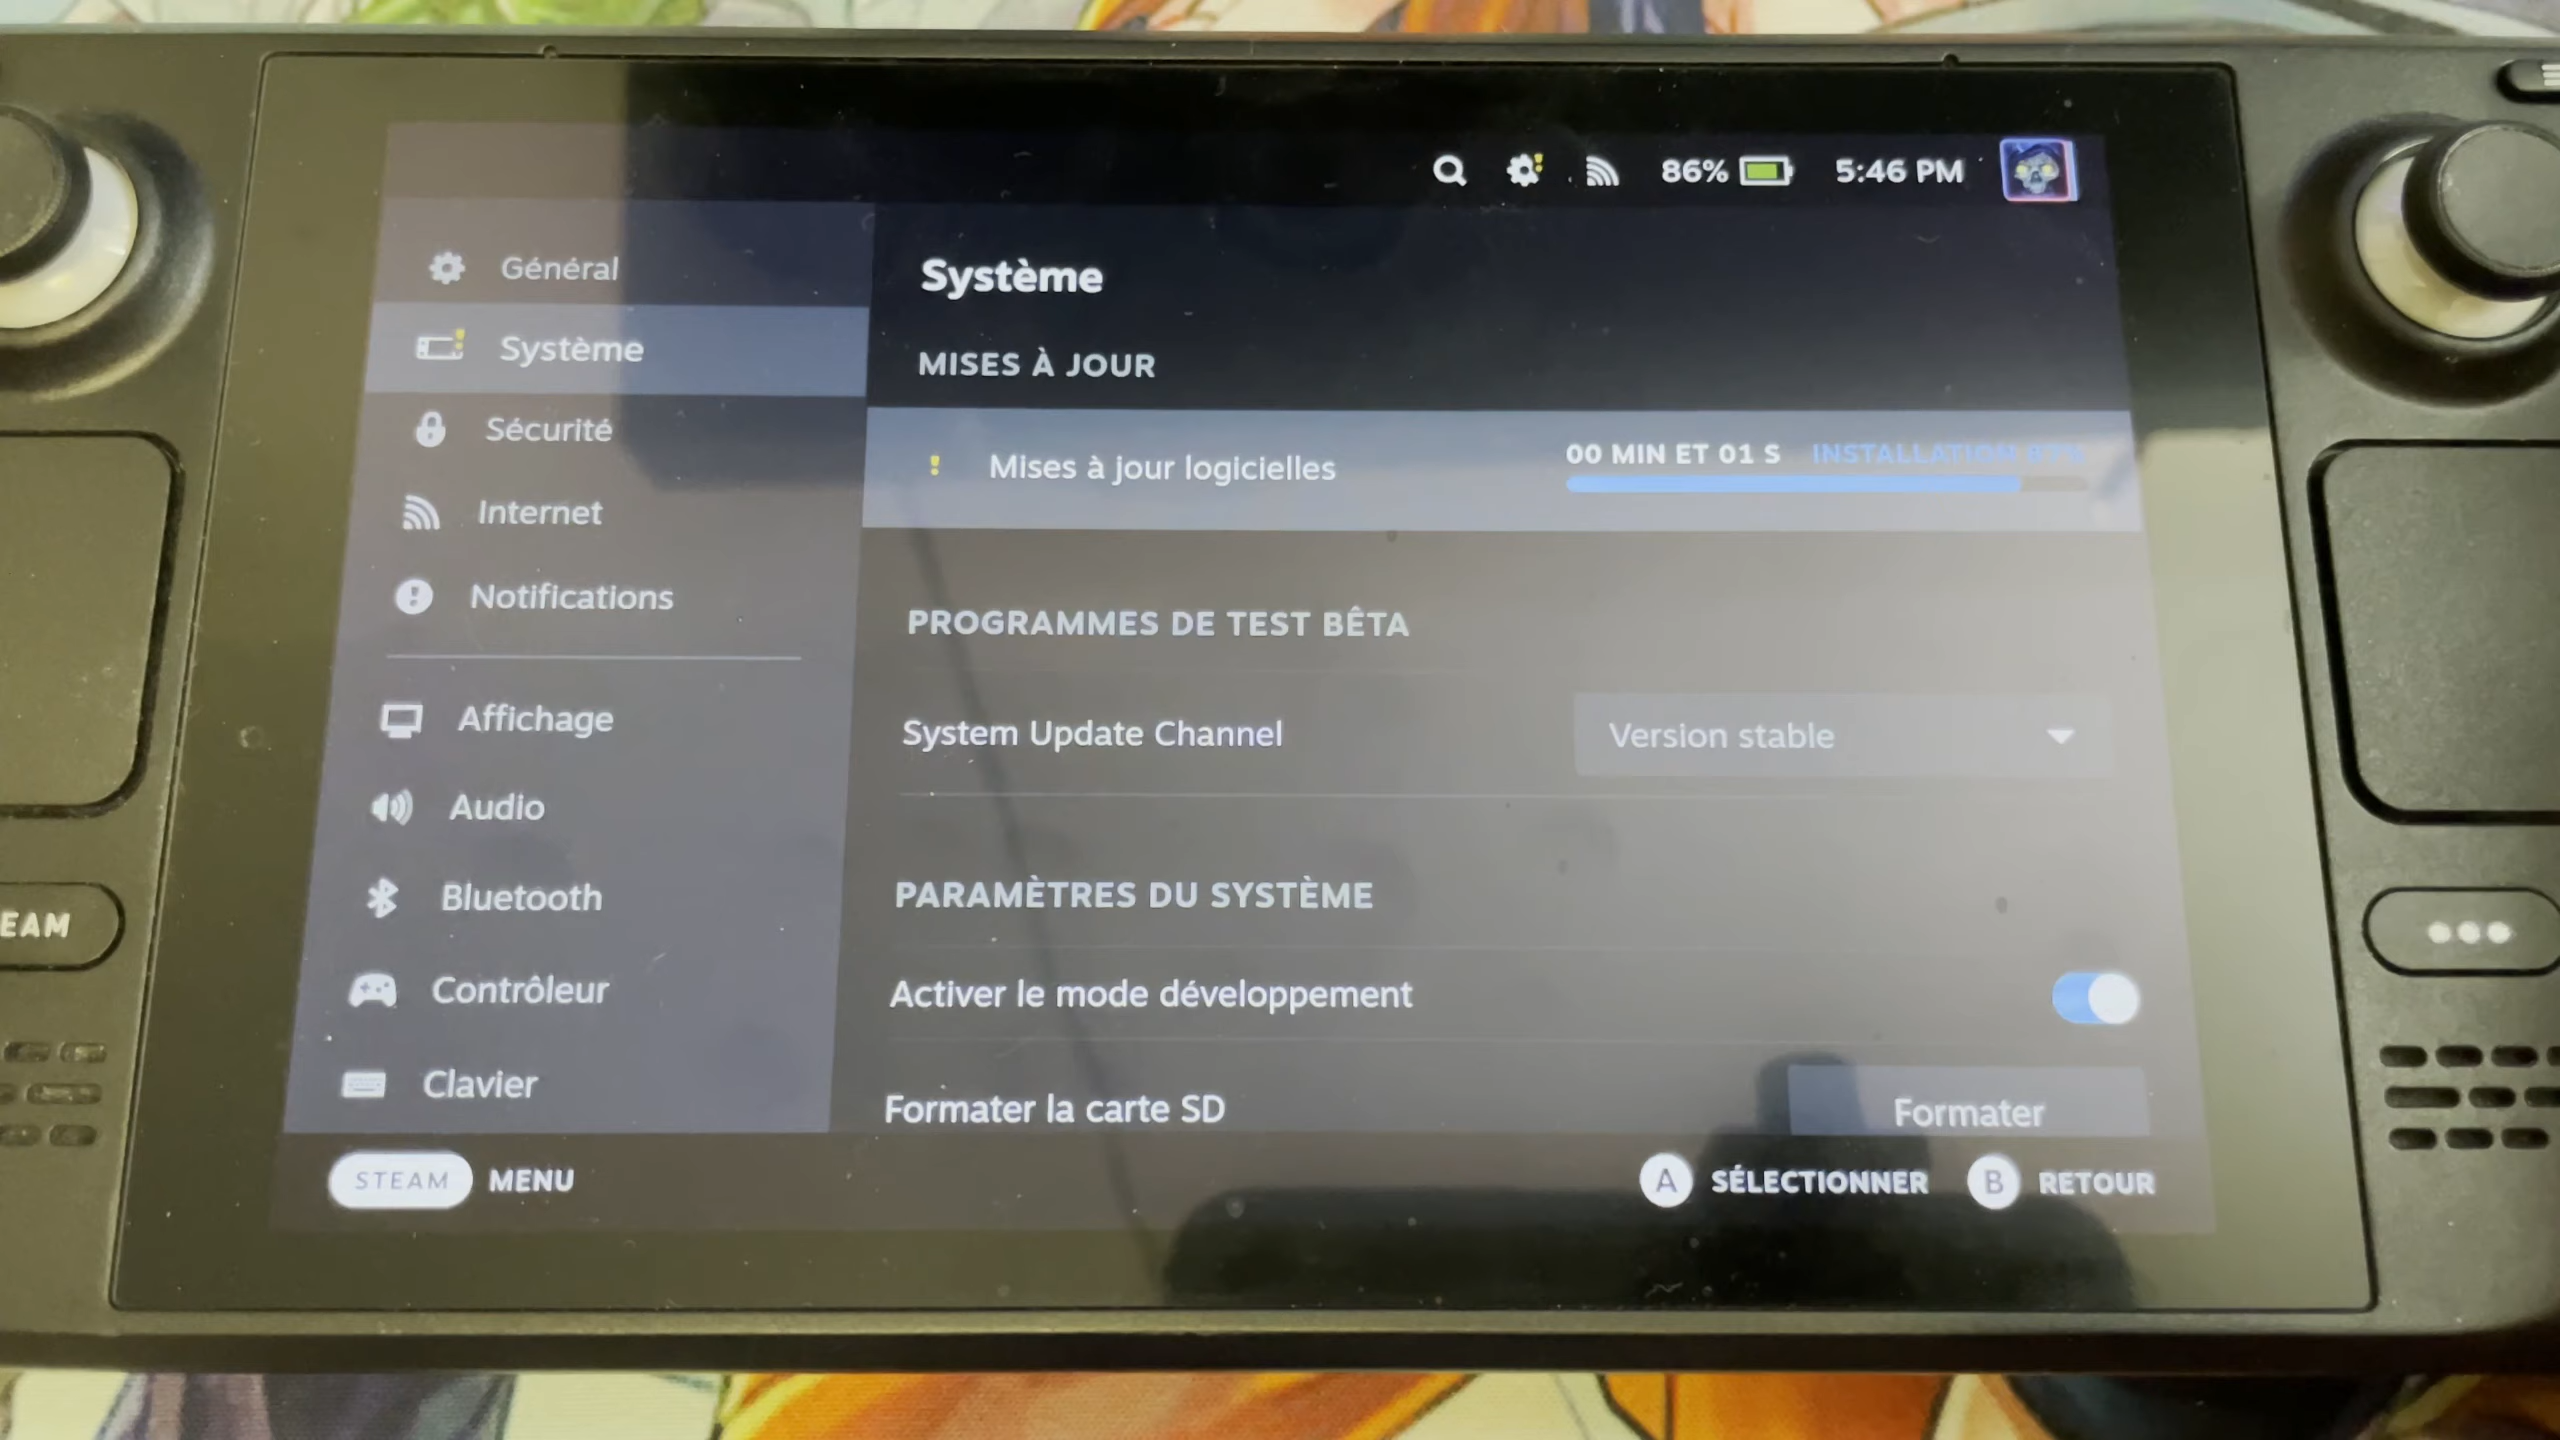 86%
5:46 PM
Général
Système
Sécurité
Internet
Notifications
Affichage
Audio
Bluetooth
Contrôleur
Clavier
Système
MISES À JOUR
Mises à jour logicielles
00 MIN ET 01 S INSTALLATION 87%
PROGRAMMES DE TEST BÊTA
System Update Channel
Version stable
PARAMÈTRES DU SYSTÈME
Activer le mode développement
Formater la carte SD
Formater
STEAM MENU
A SÉLECTIONNER B RETOUR
EAM